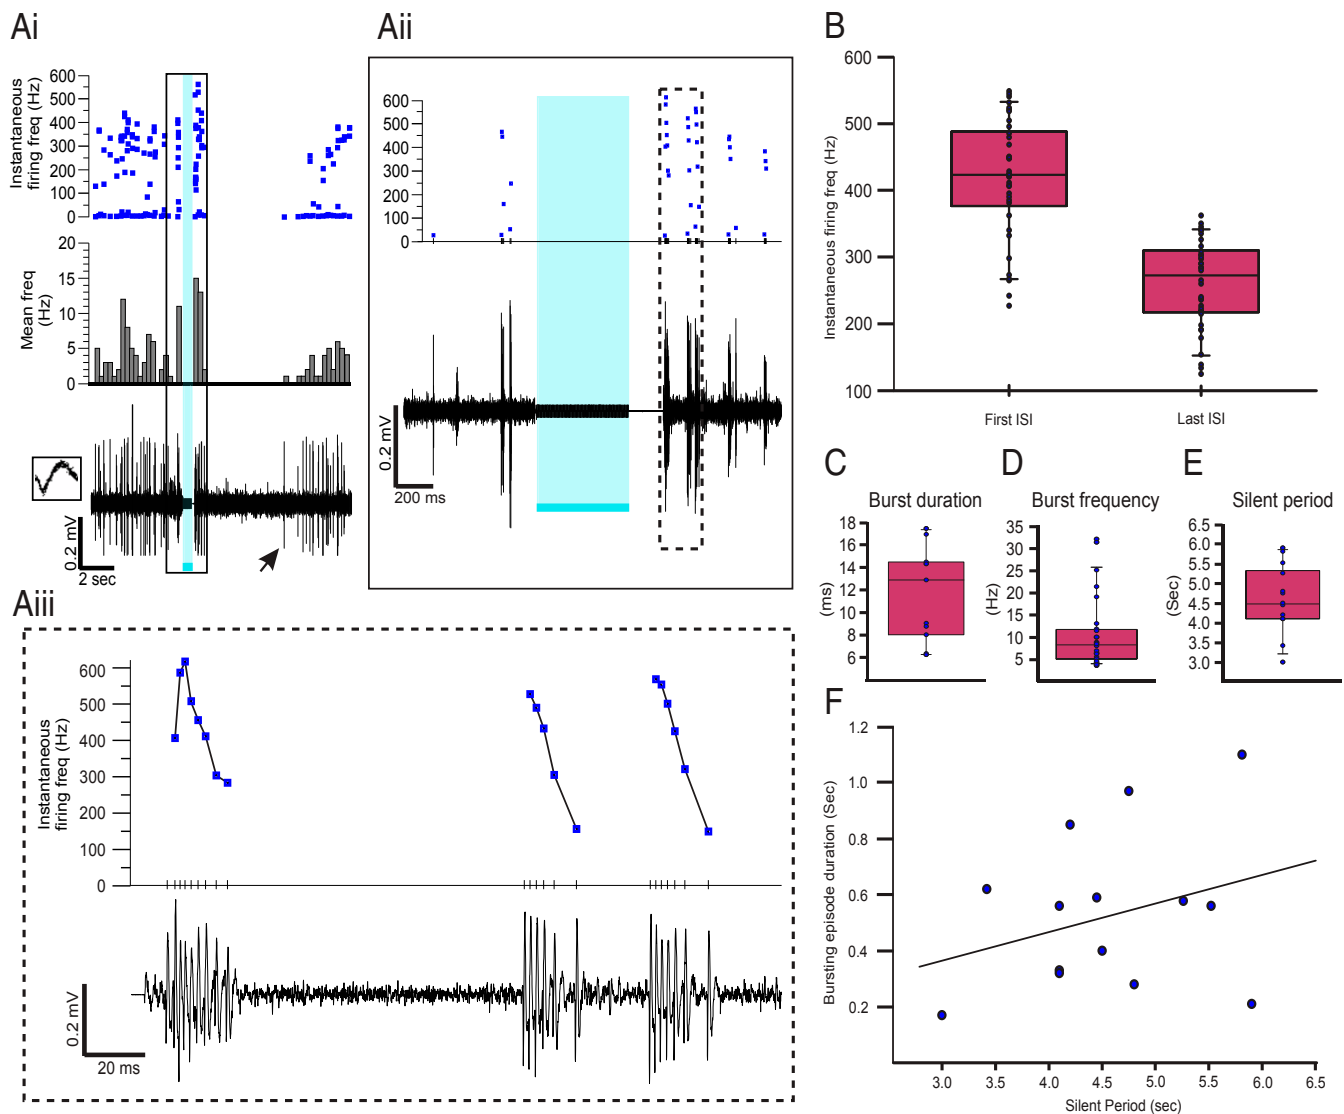 Ai
Instantaneous
firing freq (Hz)
600
500
400
300
200
100
0
Mean freq
(Hz)
20
15
10
5
0
0.2 mV
2 sec
Aii
600
500
400
300
200
100
0
0.2 mV
200 ms
Aiii
Instantaneous
firing freq (Hz)
600
500
400
300
200
100
0
0.2 mV
20 ms
B
Instantaneous firing freq (Hz)
600
500
400
300
200
100
First ISI
Last ISI
C
Burst duration
(ms)
18
16
14
12
10
8
6
D
Burst frequency
(Hz)
35
30
25
20
15
10
5
E
Silent period
(Sec)
6.5
6.0
5.5
5.0
4.5
4.0
3.5
3.0
F
Bursting episode duration (Sec)
1.2
1.0
0.8
0.6
0.4
0.2
3.0 3.5 4.0 4.5 5.0 5.5 6.0 6.5
Silent Period (sec)